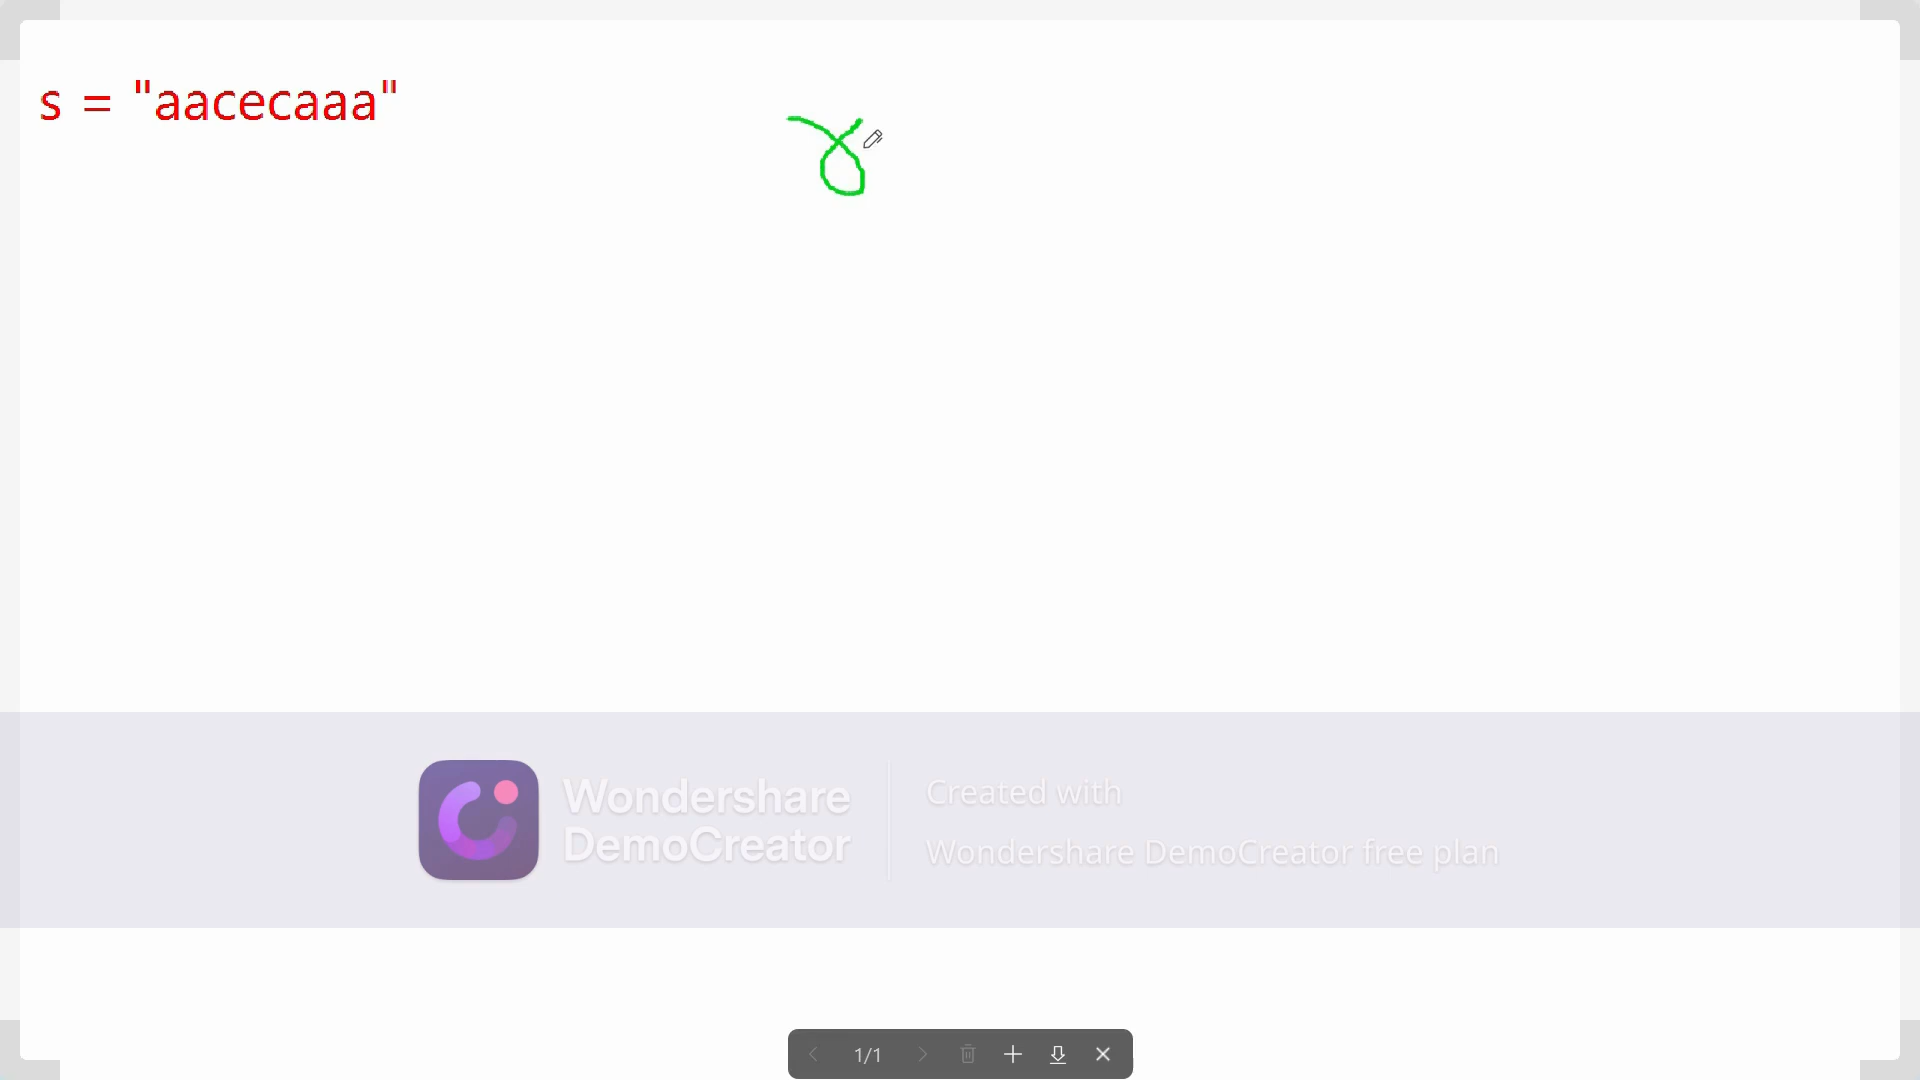 s = "aacecaaa"
Wondershare
DemoCreator
Created with
Wondershare DemoCreator free plan
1/1